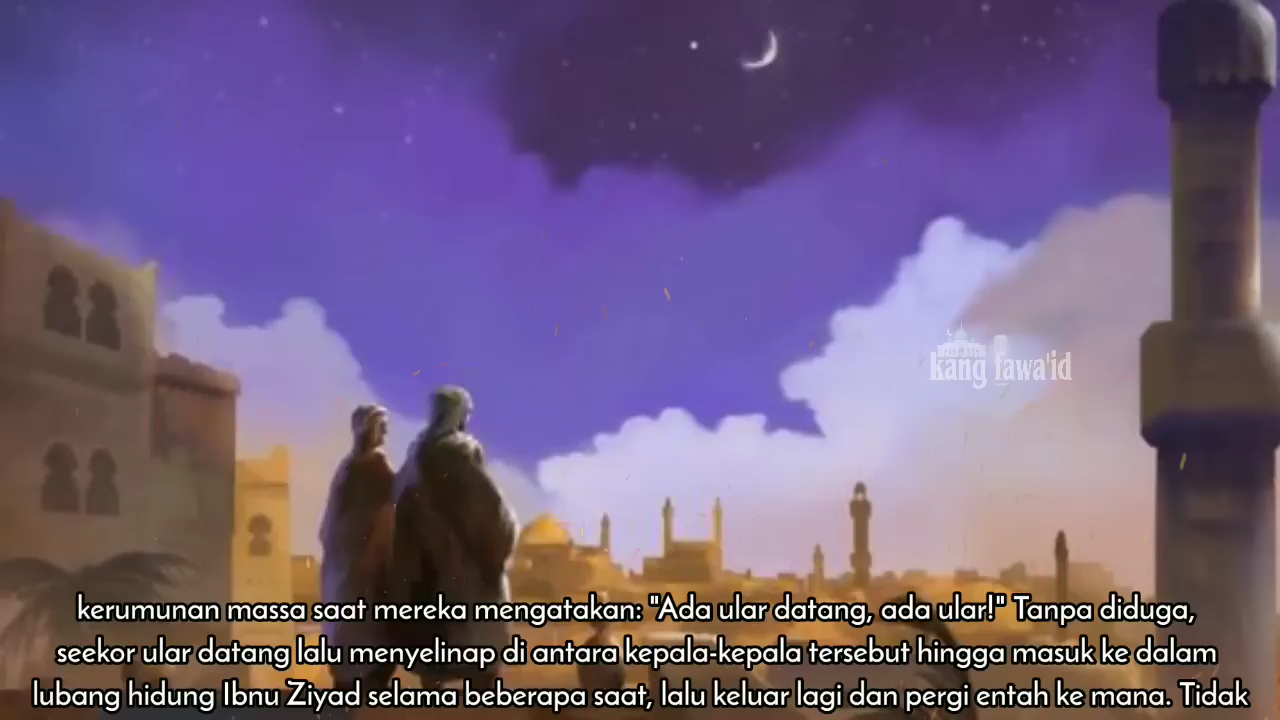 kang fawa'id
kerumunan massa saat mereka mengatakan: "Ada ular datang, ada ular!" Tanpa diduga,
seekor ular datang lalu menyelinap di antara kepala-kepala tersebut hingga masuk ke dalam
lubang hidung Ibnu Ziyad selama beberapa saat, lalu keluar lagi dan pergi entah ke mana. Tidak